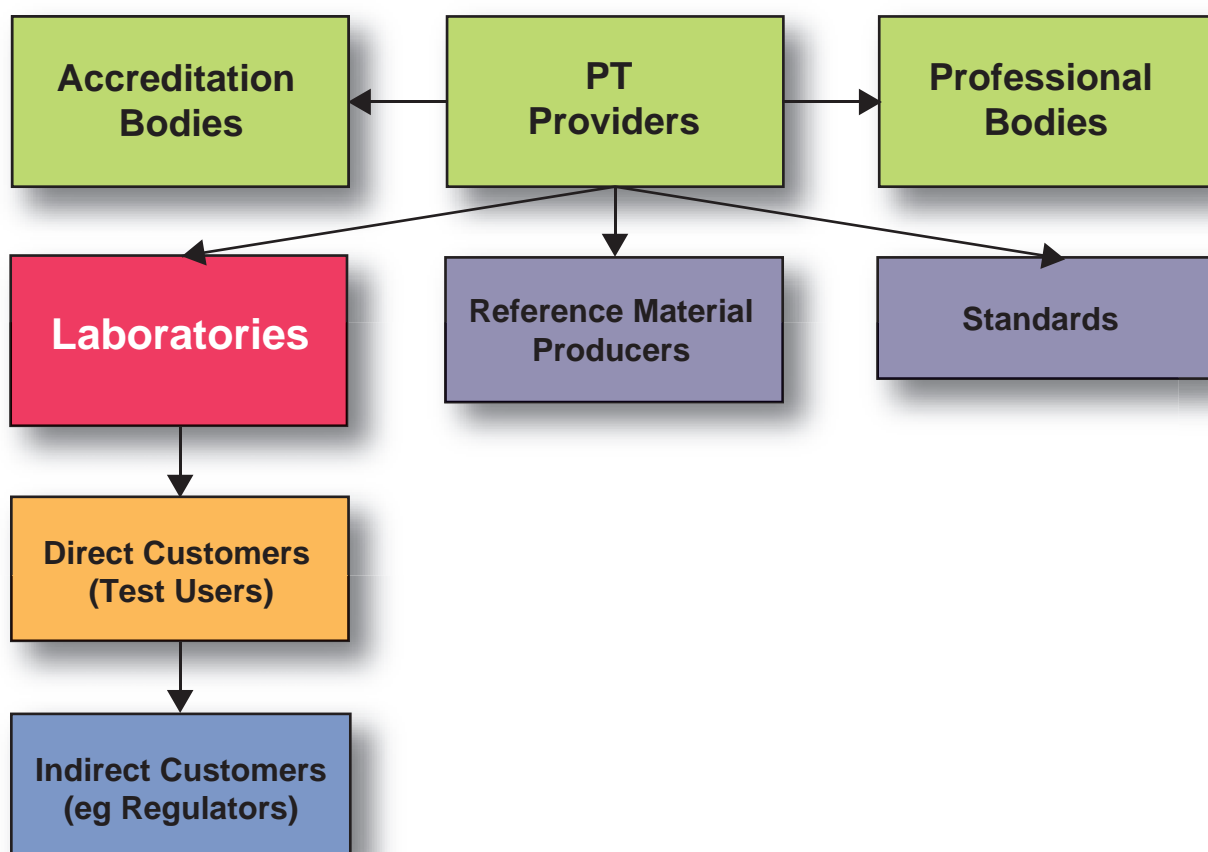 Accreditation
Bodies
PT
Providers
Professional
Bodies
Laboratories
Reference Material
Producers
Standards
Direct Customers
(Test Users)
Indirect Customers
(eg Regulators)